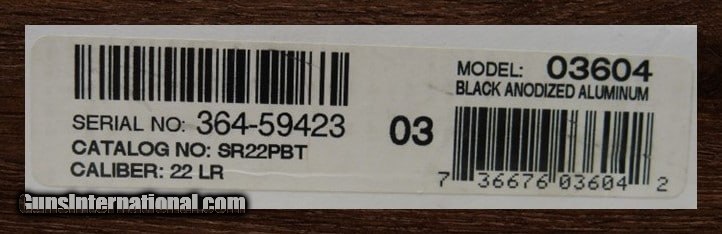 SERIAL NO: 364-59423
CATALOG NO: SR22PBT
CALIBER: 22 LR
03
MODEL: 03604
BLACK ANODIZED ALUMINUM
7 36676 03604 2
GunsInternational.com